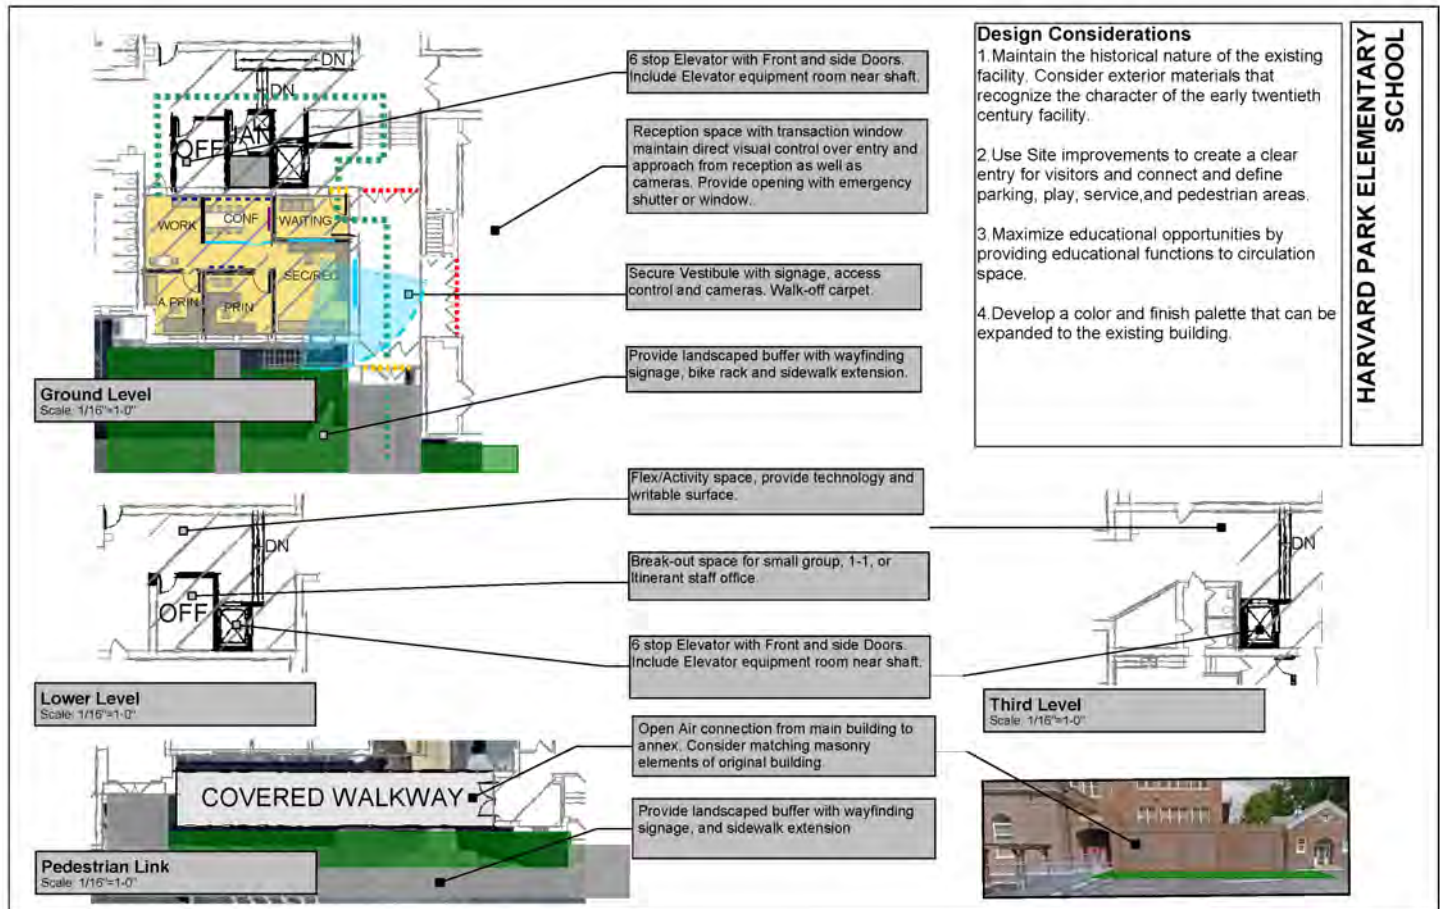 DN
DN
OFF
JAN
WORK
CONF
WAITING
SEC/REC
A.PRIN
PRIN
Ground Level
Scale: 1/16"=1-0"
6 stop Elevator with Front and side Doors.
Include Elevator equipment room near shaft.
Reception space with transaction window
maintain direct visual control over entry and
approach from reception as well as
cameras. Provide opening with emergency
shutter or window.
Secure Vestibule with signage, access
control and cameras. Walk-off carpet.
Provide landscaped buffer with wayfinding
signage, bike rack and sidewalk extension.
Design Considerations
1.Maintain the historical nature of the existing
facility. Consider exterior materials that
recognize the character of the early twentieth
century facility.
2.Use Site improvements to create a clear
entry for visitors and connect and define
parking, play, service,and pedestrian areas.
3.Maximize educational opportunities by
providing educational functions to circulation
space.
4.Develop a color and finish palette that can be
expanded to the existing building.
HARVARD PARK ELEMENTARY
SCHOOL
DN
OFF
Lower Level
Scale: 1/16"=1-0"
Flex/Activity space, provide technology and
writable surface.
Break-out space for small group, 1-1, or
Itinerant staff office.
6 stop Elevator with Front and side Doors.
Include Elevator equipment room near shaft.
DN
Third Level
Scale: 1/16"=1-0"
COVERED WALKWAY
Pedestrian Link
Scale: 1/16"=1-0"
Open Air connection from main building to
annex. Consider matching masonry
elements of original building.
Provide landscaped buffer with wayfinding
signage, and sidewalk extension